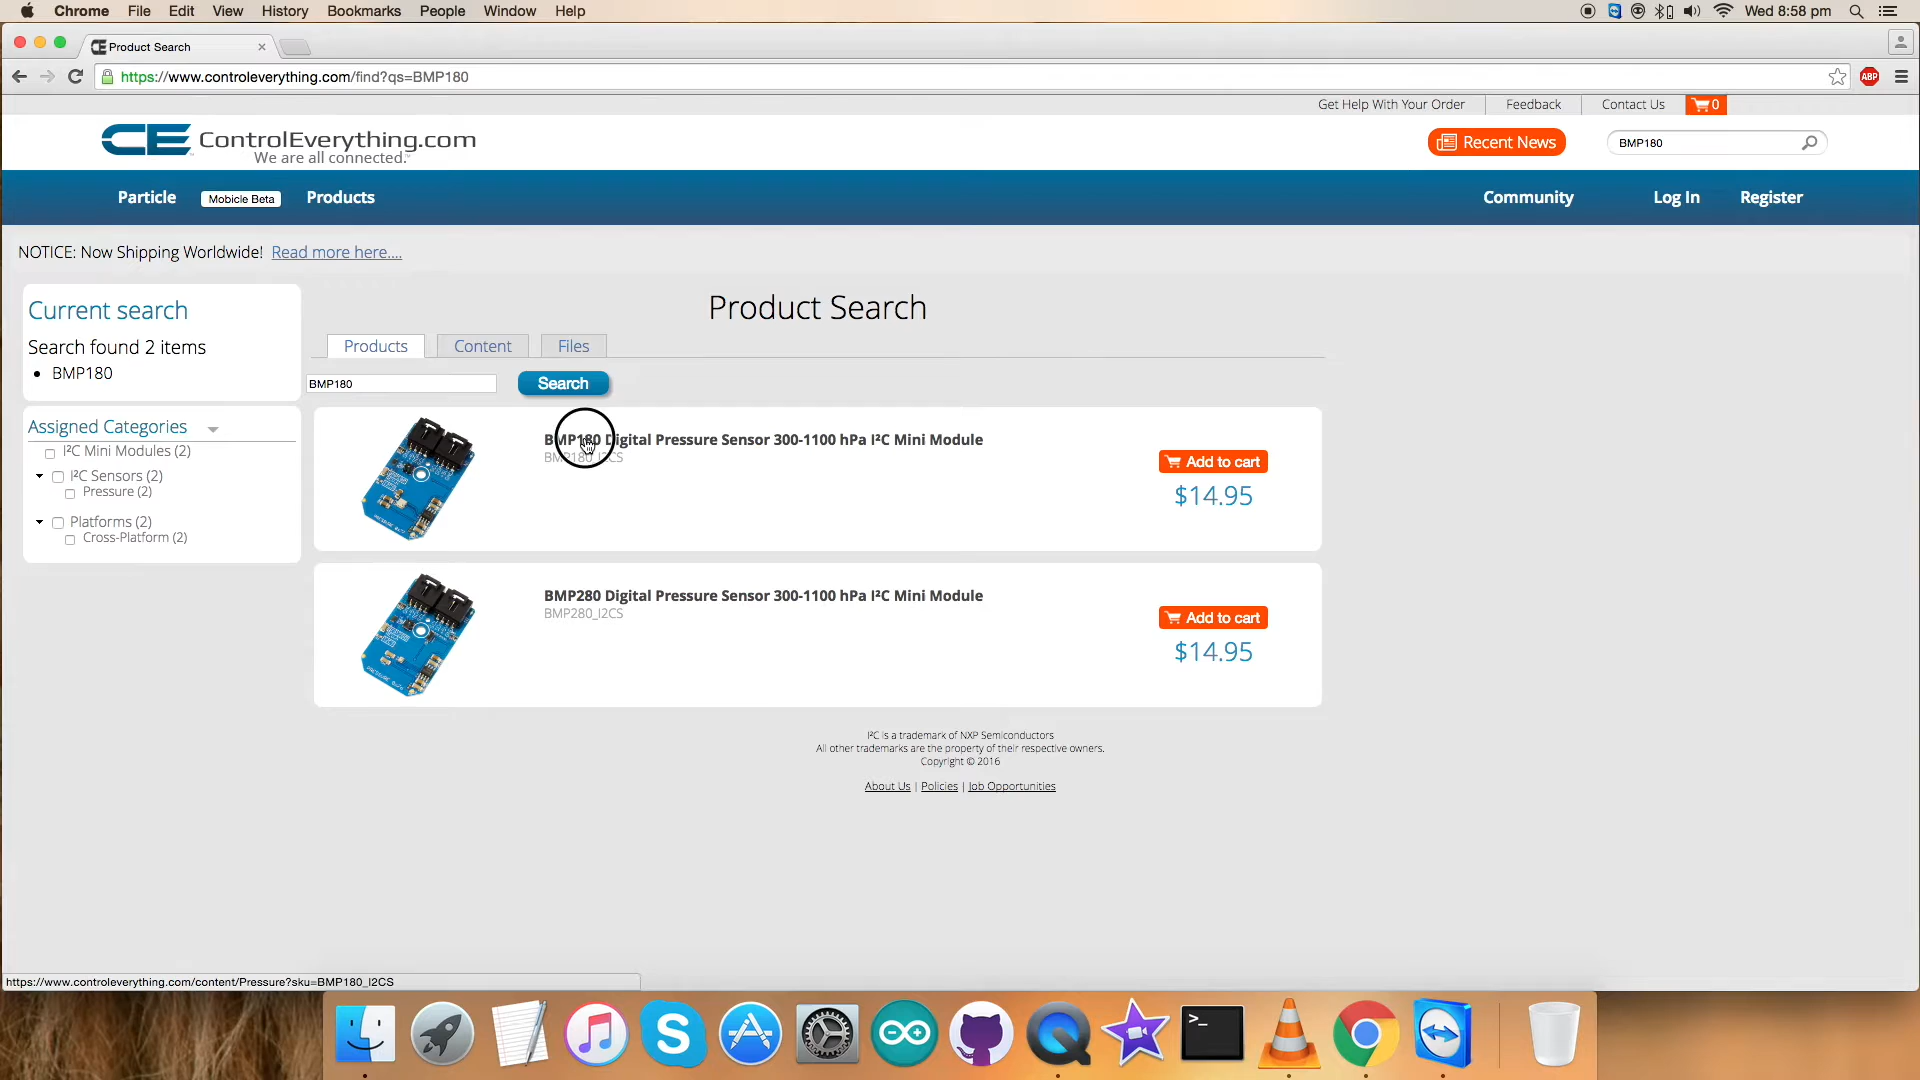 Chrome File Edit View History Bookmarks People Window Help Wed 8:58 pm
Product Search
https://www.controleverything.com/find?qs=BMP180 ABP
Get Help With Your Order Feedback Contact Us 0
CE ControlEverything.com
We are all connected.
Recent News BMP180
Particle Mobicle Beta Products Community Log In Register
NOTICE: Now Shipping Worldwide! Read more here....
Current search
Search found 2 items
BMP180
Assigned Categories
I²C Mini Modules (2)
I²C Sensors (2)
Pressure (2)
Platforms (2)
Cross-Platform (2)
Product Search
Products Content Files
BMP180 Search
BMP180 Digital Pressure Sensor 300-1100 hPa I²C Mini Module
BMP180_I2CS
Add to cart
$14.95
BMP280 Digital Pressure Sensor 300-1100 hPa I²C Mini Module
BMP280_I2CS
Add to cart
$14.95
I²C is a trademark of NXP Semiconductors
All other trademarks are the property of their respective owners.
Copyright © 2016
About Us | Policies | Job Opportunities
https://www.controleverything.com/content/Pressure?sku=BMP180_I2CS